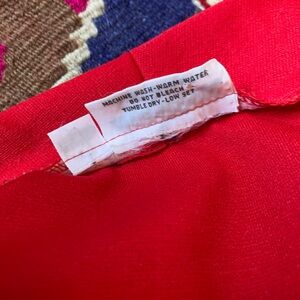 MACHINE WASH-WARM WATER
DO NOT BLEACH
TUMBLE DRY-LOW SET